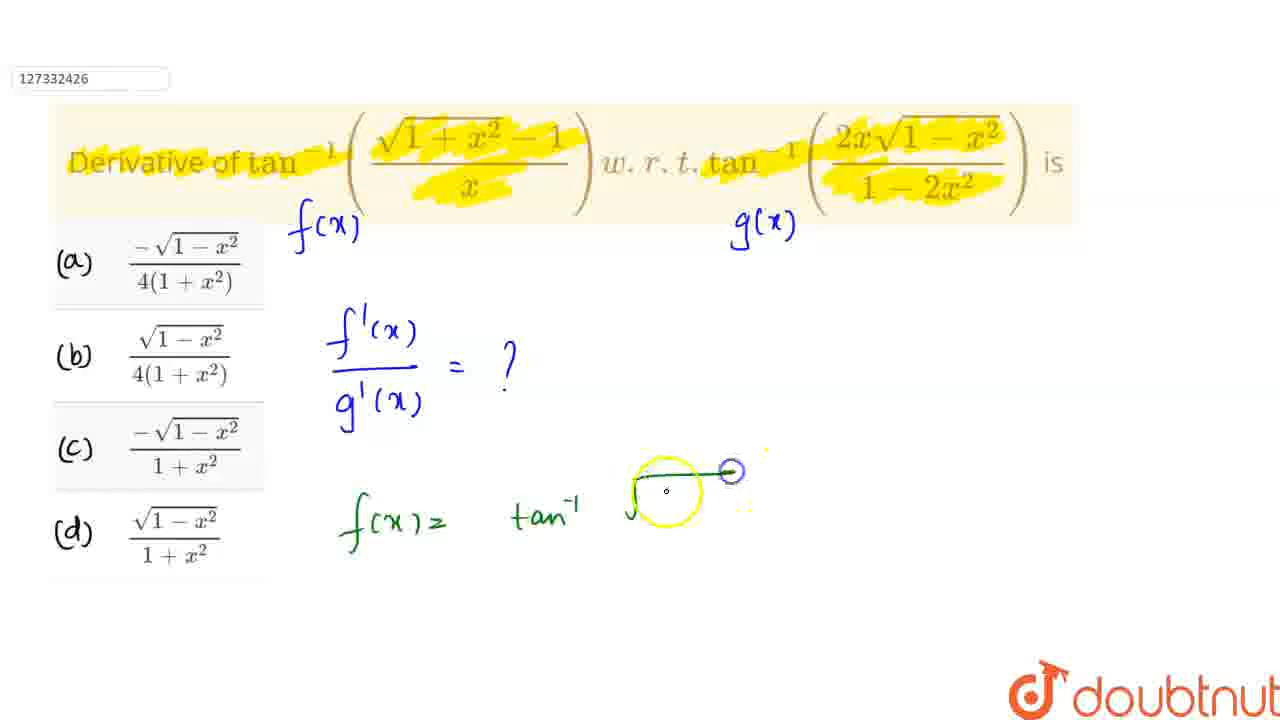 127332426
Derivative of tan⁻¹((√(1 + x²) − 1)/x) w. r. t. tan⁻¹((2x√(1 − x²))/(1 − 2x²)) is
f(x) g(x)
(a) (−√(1 − x²))/(4(1 + x²))
(b) (√(1 − x²))/(4(1 + x²))
(c) (−√(1 − x²))/(1 + x²)
(d) (√(1 − x²))/(1 + x²)
f'(x)/g'(x) = ?
f(x) = tan⁻¹ √
doubtnut